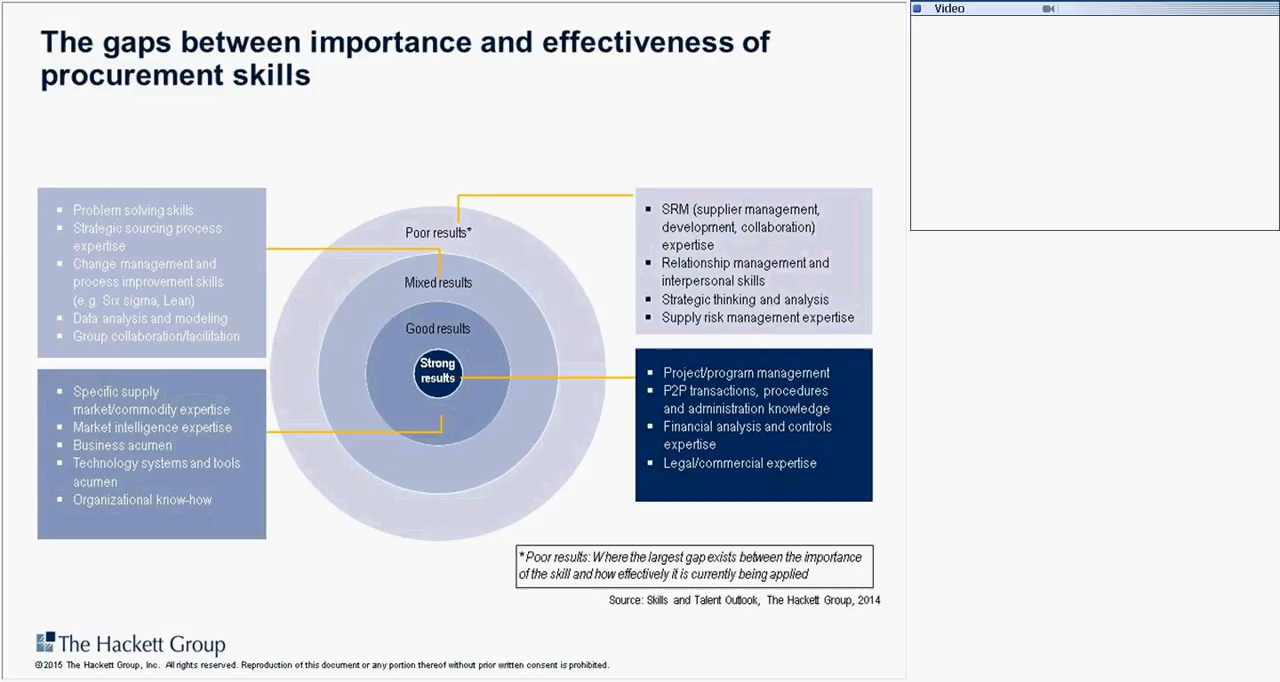 The gaps between importance and effectiveness of
procurement skills
Video
▪ Problem solving skills
▪ Strategic sourcing process
expertise
▪ Change management and
process improvement skills
(e.g. Six sigma, Lean)
▪ Data analysis and modeling
▪ Group collaboration/facilitation
▪ Specific supply
market/commodity expertise
▪ Market intelligence expertise
▪ Business acumen
▪ Technology systems and tools
acumen
▪ Organizational know-how
Poor results*
Mixed results
Good results
Strong
results
▪ SRM (supplier management,
development, collaboration)
expertise
▪ Relationship management and
interpersonal skills
▪ Strategic thinking and analysis
▪ Supply risk management expertise
▪ Project/program management
▪ P2P transactions, procedures
and administration knowledge
▪ Financial analysis and controls
expertise
▪ Legal/commercial expertise
* Poor results: Where the largest gap exists between the importance
of the skill and how effectively it is currently being applied
Source: Skills and Talent Outlook, The Hackett Group, 2014
The Hackett Group
©2015 The Hackett Group, Inc. All rights reserved. Reproduction of this document or any portion thereof without prior written consent is prohibited.